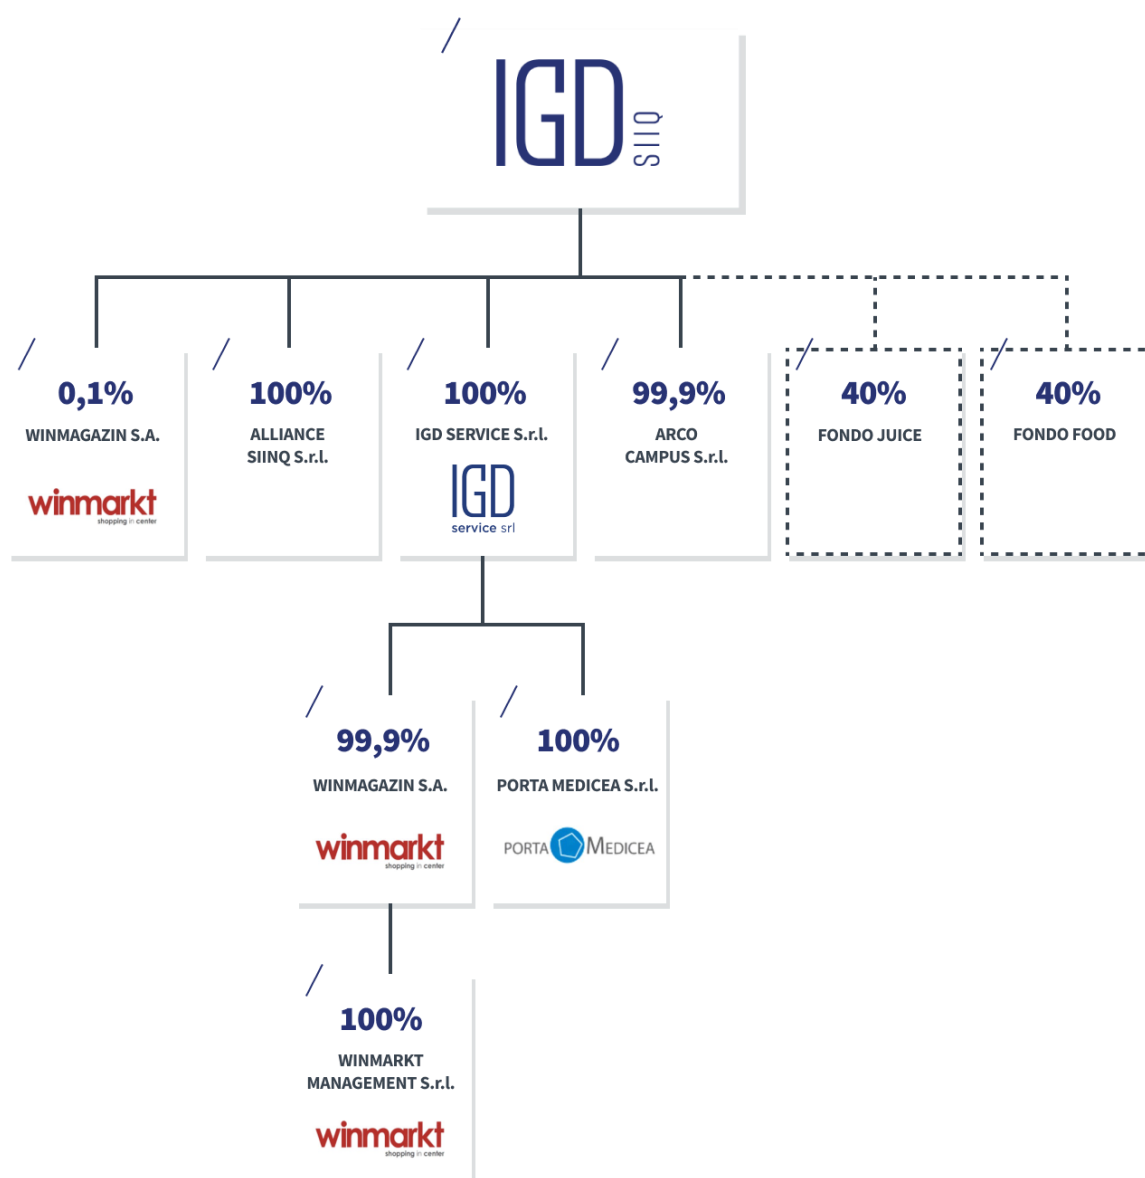 IGD SIIQ
0,1%
WINMAGAZIN S.A.
winmarkt
shopping in center
100%
ALLIANCE
SIINQ S.r.l.
100%
IGD SERVICE S.r.l.
IGD
service srl
99,9%
ARCO
CAMPUS S.r.l.
40%
FONDO JUICE
40%
FONDO FOOD
99,9%
WINMAGAZIN S.A.
winmarkt
shopping in center
100%
PORTA MEDICEA S.r.l.
PORTA MEDICEA
100%
WINMARKT
MANAGEMENT S.r.l.
winmarkt
shopping in center